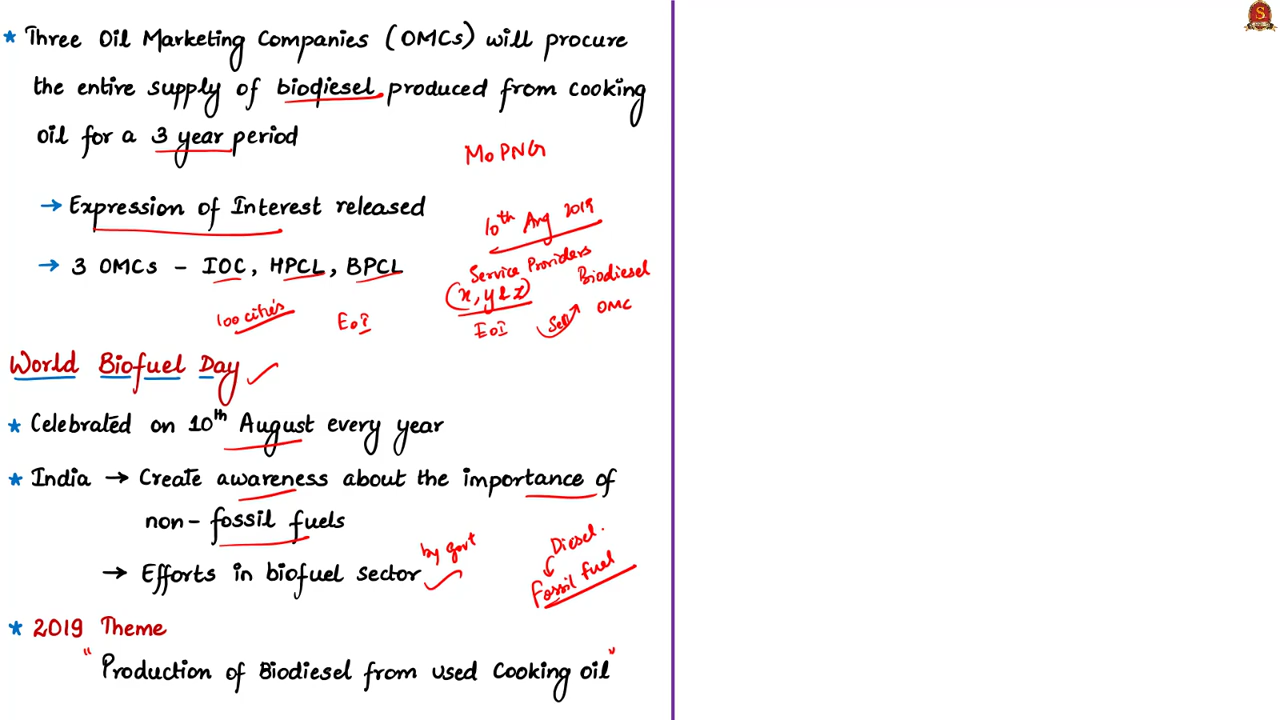 * Three Oil Marketing Companies (OMCs) will procure
the entire supply of biodiesel produced from cooking
oil for a 3 year period
MoPNG
→ Expression of Interest released
10th Aug 2019
→ 3 OMCs - IOC, HPCL, BPCL
Service Providers
(x, y & z)
EoI
Sell
Biodiesel
OMC
100 cities
EoI
World Biofuel Day
* Celebrated on 10th August every year
* India → Create awareness about the importance of
non-fossil fuels
→ Efforts in biofuel sector
by govt
Diesel.
Fossil fuel
* 2019 Theme
"Production of Biodiesel from used Cooking oil"
S